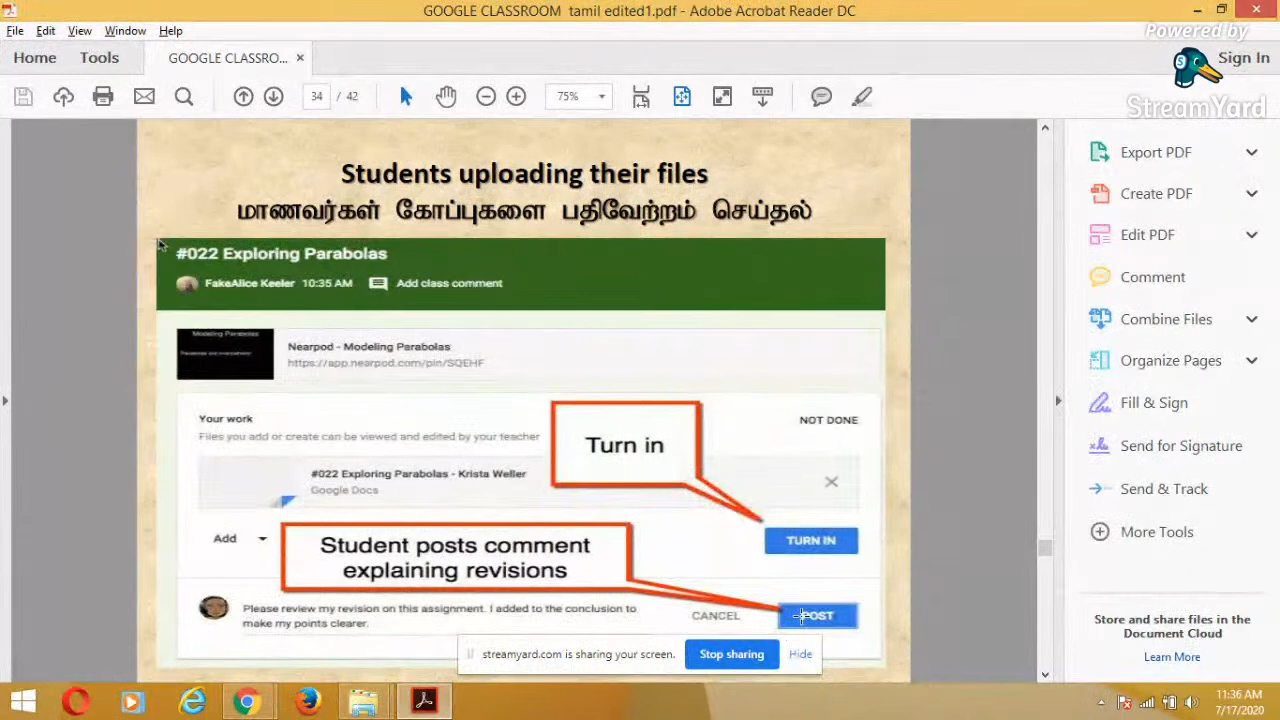 GOOGLE CLASSROOM tamil edited1.pdf - Adobe Acrobat Reader DC
File Edit View Window Help
Powered by
StreamYard
Home Tools GOOGLE CLASSRO... × Sign In
34 / 42 75%
Students uploading their files
மாணவர்கள் கோப்புகளை பதிவேற்றம் செய்தல்
#022 Exploring Parabolas
FakeAlice Keeler 10:35 AM Add class comment
Modeling Parabolas
Nearpod - Modeling Parabolas
https://app.nearpod.com/pin/SQEHF
Your work NOT DONE
Files you add or create can be viewed and edited by your teacher
Turn in
#022 Exploring Parabolas - Krista Weller
Google Docs
Add TURN IN
Student posts comment
explaining revisions
Please review my revision on this assignment. I added to the conclusion to
make my points clearer.
CANCEL POST
streamyard.com is sharing your screen. Stop sharing Hide
Export PDF
Create PDF
Edit PDF
Comment
Combine Files
Organize Pages
Fill & Sign
Send for Signature
Send & Track
More Tools
Store and share files in the
Document Cloud
Learn More
11:36 AM
7/17/2020